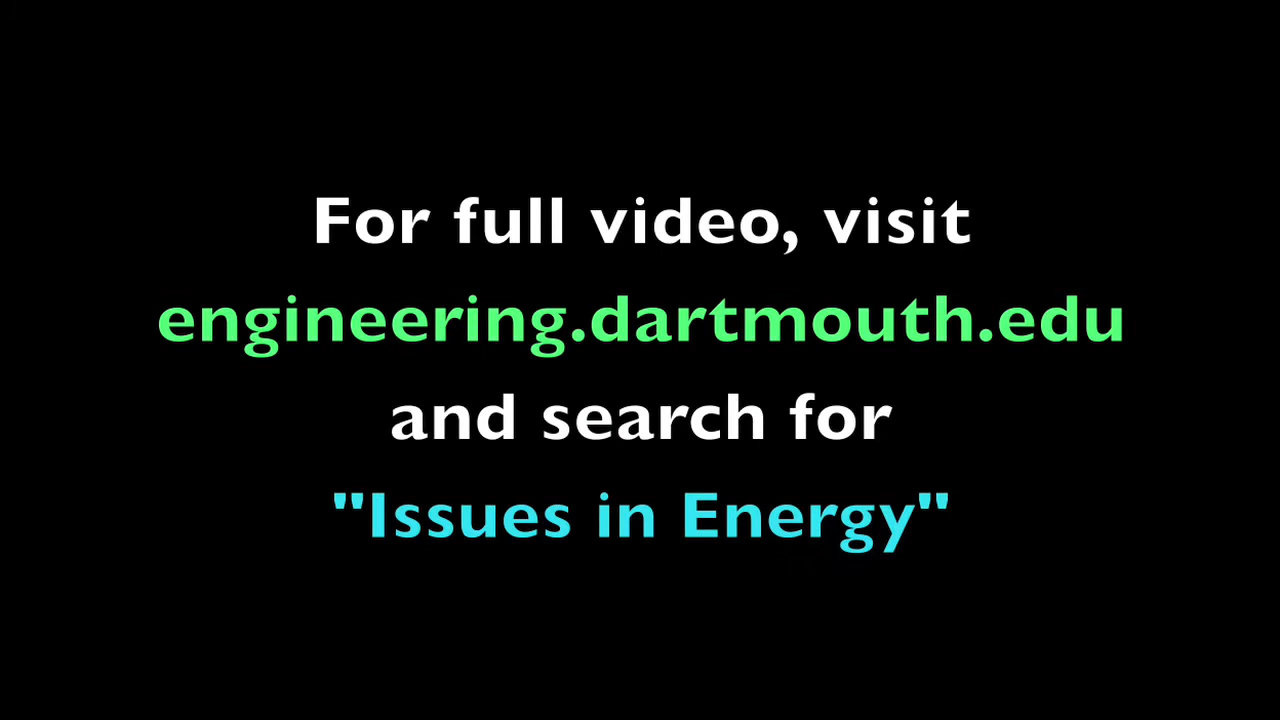 For full video, visit
engineering.dartmouth.edu
and search for
"Issues in Energy"